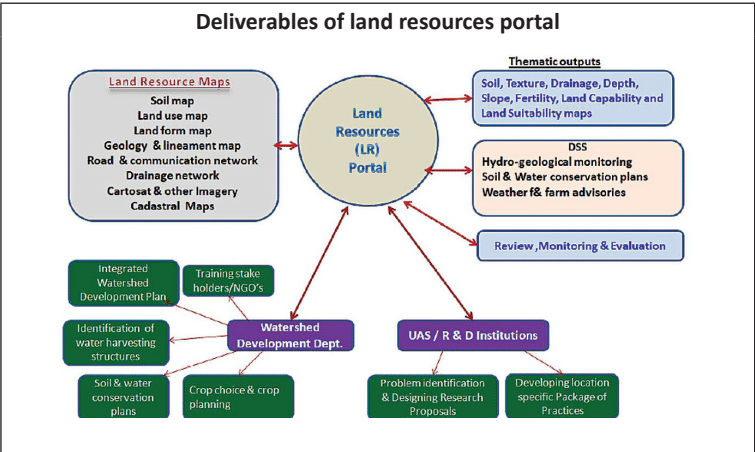 Deliverables of land resources portal
Land Resource Maps
Soil map
Land use map
Land form map
Geology & lineament map
Road & communication network
Drainage network
Cartosat & other Imagery
Cadastral Maps
Land
Resources
(LR)
Portal
Thematic outputs
Soil, Texture, Drainage, Depth,
Slope, Fertility, Land Capability and
Land Suitability maps
DSS
Hydro-geological monitoring
Soil & Water conservation plans
Weather f& farm advisories
Review ,Monitoring & Evaluation
Integrated
Watershed
Development Plan
Training stake
holders/NGO's
Identification of
water harvesting
structures
Watershed
Development Dept.
Soil & water
conservation
plans
Crop choice & crop
planning
UAS / R & D Institutions
Problem identification
& Designing Research
Proposals
Developing location
specific Package of
Practices